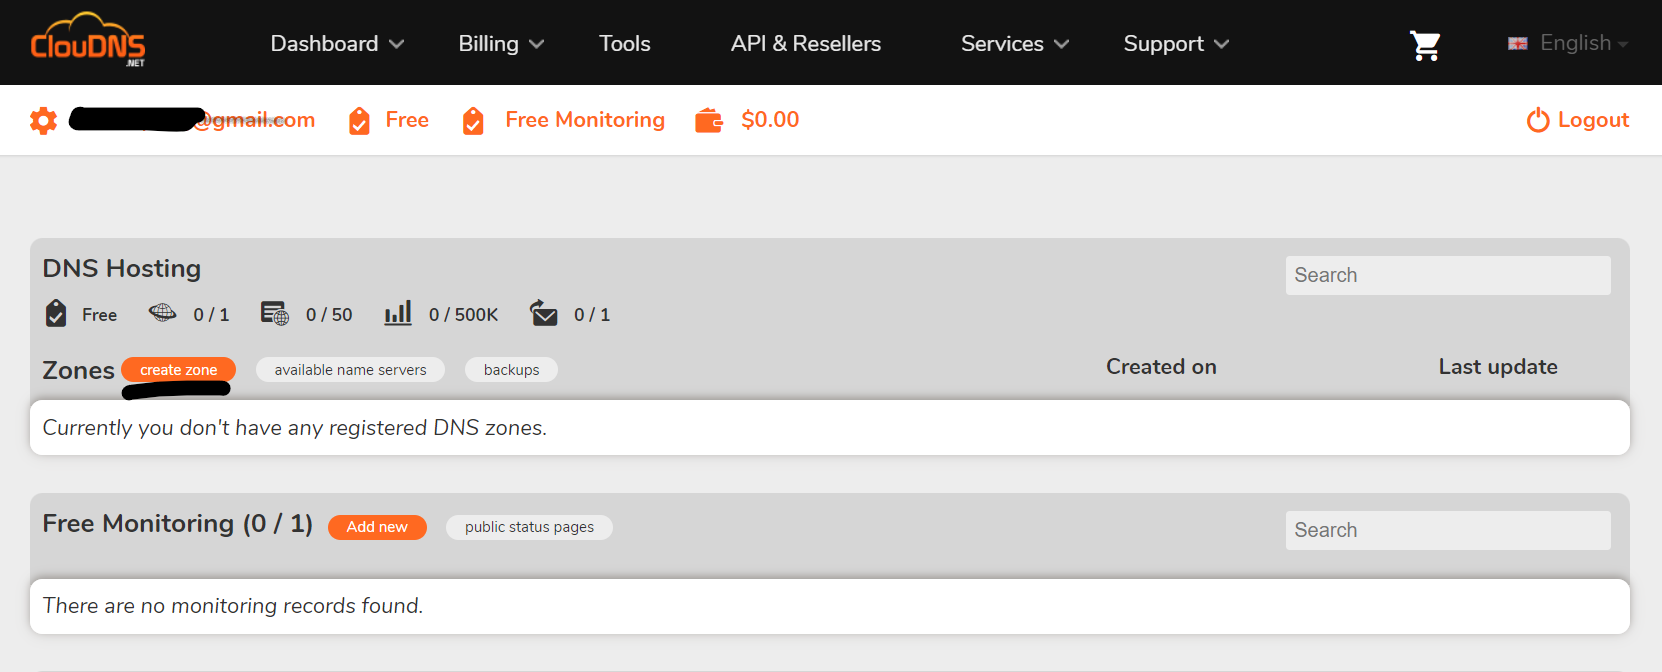 ClouDNS
.NET
Dashboard Billing Tools API & Resellers Services Support English
@gmail.com Free Free Monitoring $0.00 Logout
DNS Hosting
Search
Free 0 / 1 0 / 50 0 / 500K 0 / 1
Zones create zone available name servers backups Created on Last update
Currently you don't have any registered DNS zones.
Free Monitoring (0 / 1) Add new public status pages
Search
There are no monitoring records found.